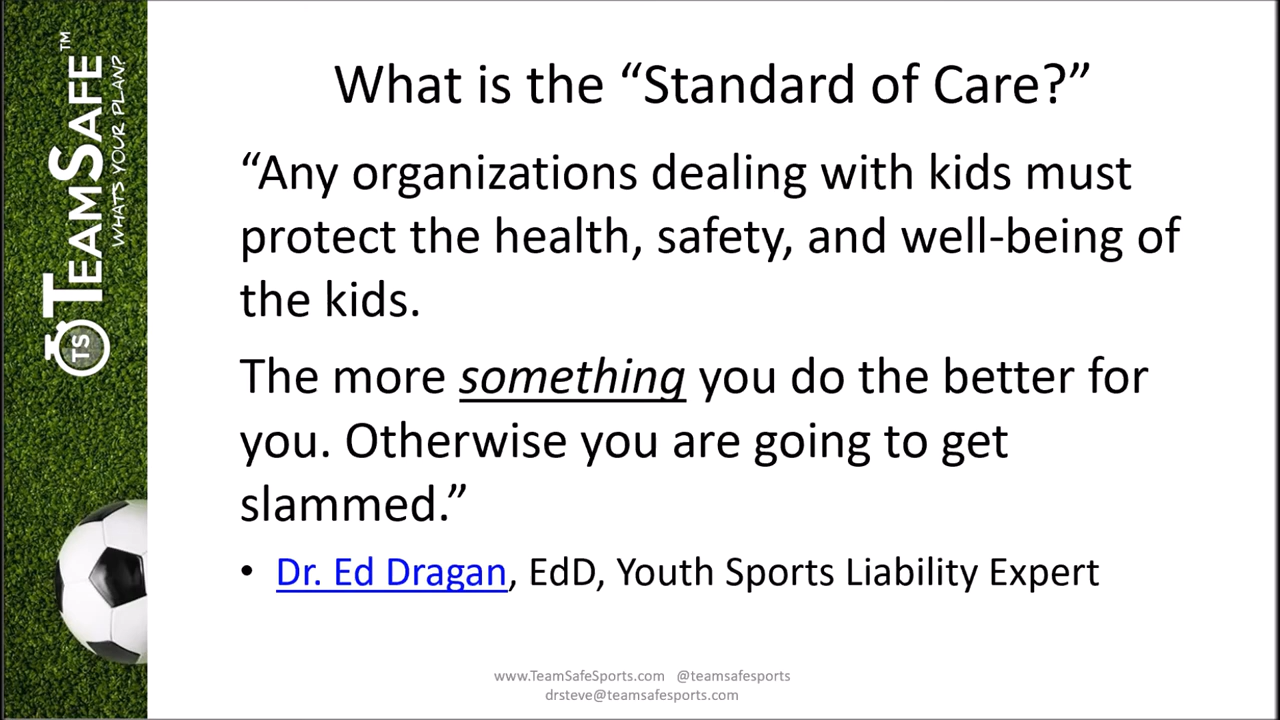 TS TEAMSAFE™
WHATS YOUR PLAN?
What is the “Standard of Care?”
“Any organizations dealing with kids must
protect the health, safety, and well-being of
the kids.
The more something you do the better for
you. Otherwise you are going to get
slammed.”
• Dr. Ed Dragan, EdD, Youth Sports Liability Expert
www.TeamSafeSports.com @teamsafesports
drsteve@teamsafesports.com